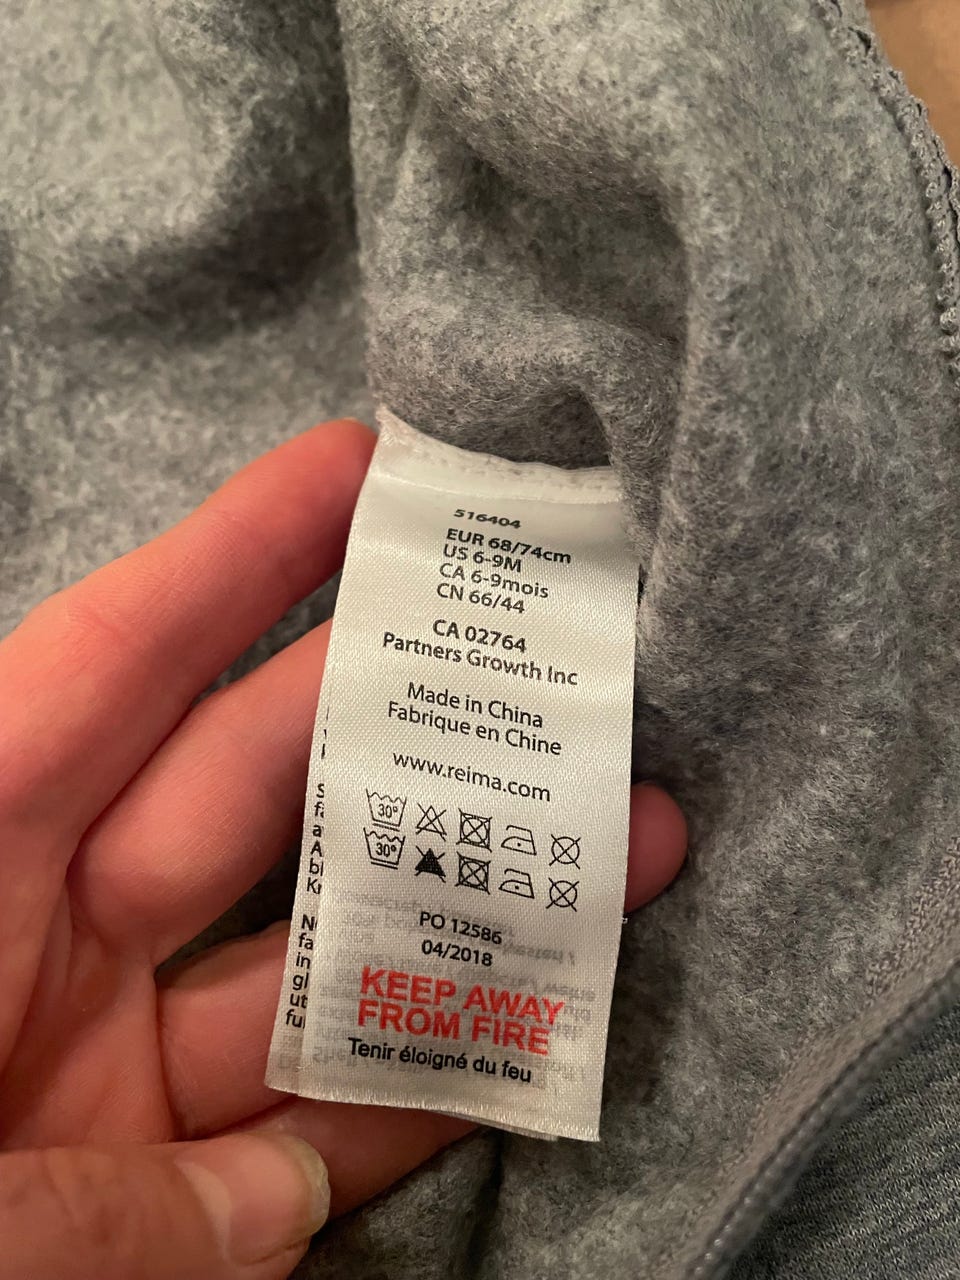 516404
EUR 68/74cm
US 6-9M
CA 6-9mois
CN 66/44
CA 02764
Partners Growth Inc
Made in China
Fabrique en Chine
www.reima.com
30°
30°
PO 12586
04/2018
KEEP AWAY
FROM FIRE
Tenir éloigné du feu